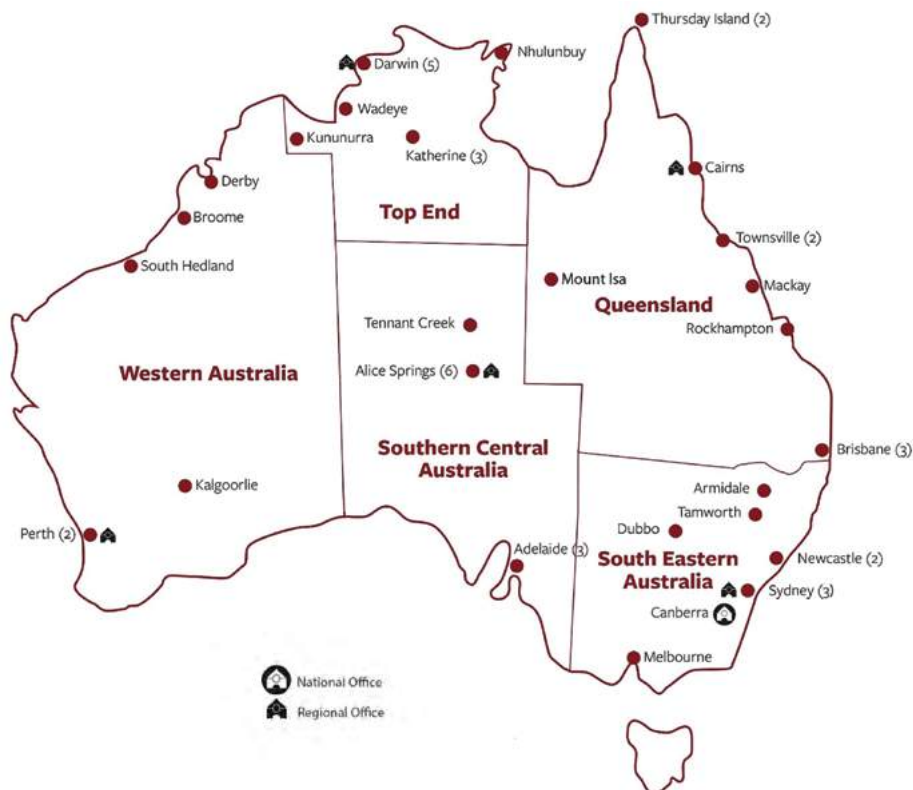 Thursday Island (2)
Nhulunbuy
Darwin (5)
Wadeye
Kununurra
Katherine (3)
Cairns
Derby
Top End
Broome
Townsville (2)
South Hedland
Mount Isa
Mackay
Queensland
Tennant Creek
Rockhampton
Western Australia
Alice Springs (6)
Southern Central
Australia
Brisbane (3)
Kalgoorlie
Armidale
Tamworth
Dubbo
Perth (2)
Adelaide (3)
South Eastern
Australia
Newcastle (2)
Sydney (3)
Canberra
Melbourne
National Office
Regional Office